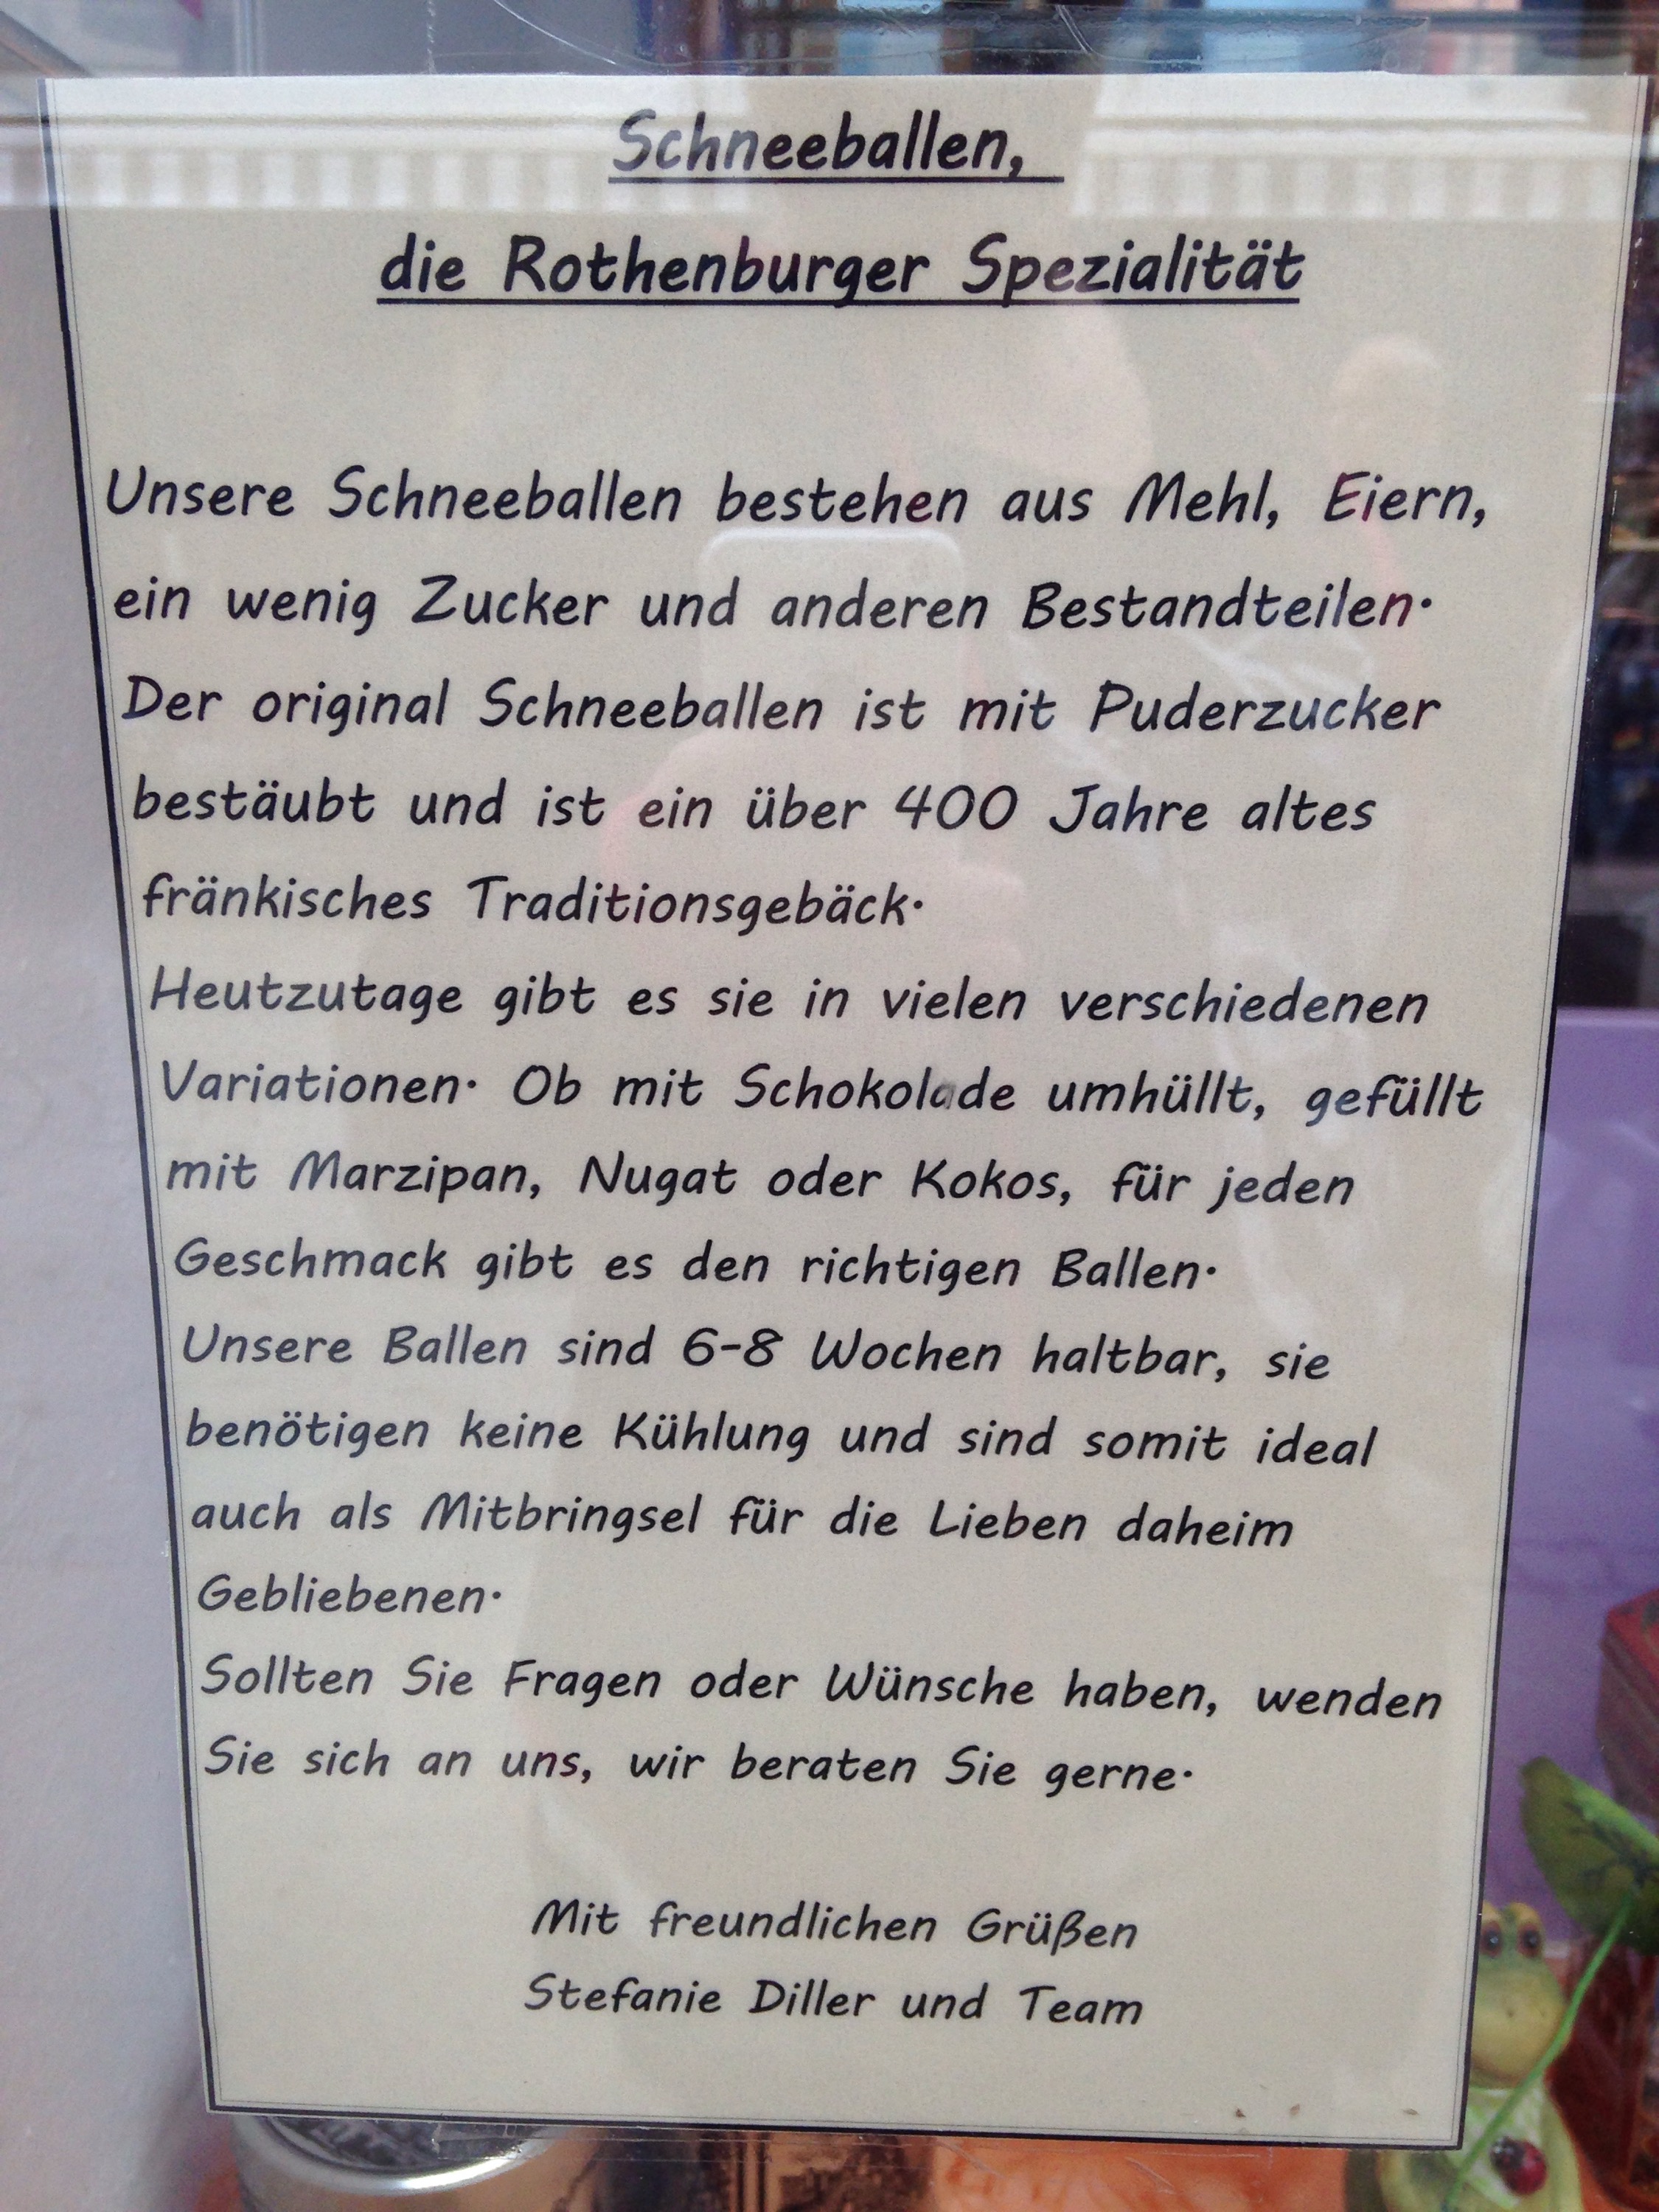 Schneeballen,
die Rothenburger Spezialität
Unsere Schneeballen bestehen aus Mehl, Eiern,
ein wenig Zucker und anderen Bestandteilen.
Der original Schneeballen ist mit Puderzucker
bestäubt und ist ein über 400 Jahre altes
fränkisches Traditionsgebäck.
Heutzutage gibt es sie in vielen verschiedenen
Variationen. Ob mit Schokolade umhüllt, gefüllt
mit Marzipan, Nugat oder Kokos, für jeden
Geschmack gibt es den richtigen Ballen.
Unsere Ballen sind 6-8 Wochen haltbar, sie
benötigen keine Kühlung und sind somit ideal
auch als Mitbringsel für die Lieben daheim
Gebliebenen.
Sollten Sie Fragen oder Wünsche haben, wenden
Sie sich an uns, wir beraten Sie gerne.
Mit freundlichen Grüßen
Stefanie Diller und Team